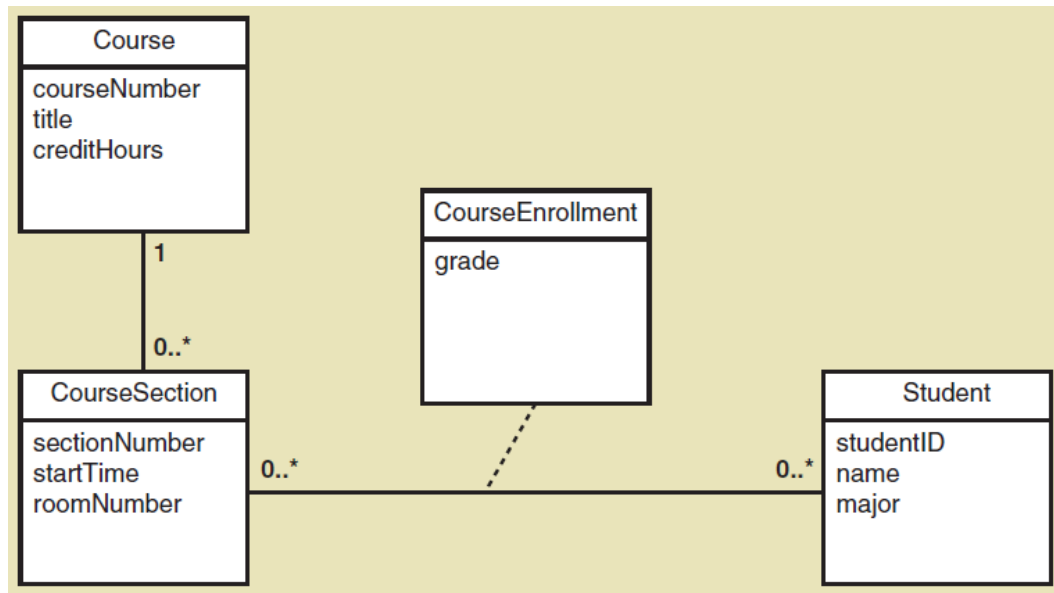 Course
courseNumber
title
creditHours
1
0..*
CourseEnrollment
grade
CourseSection
sectionNumber
startTime
roomNumber
0..*
0..*
Student
studentID
name
major